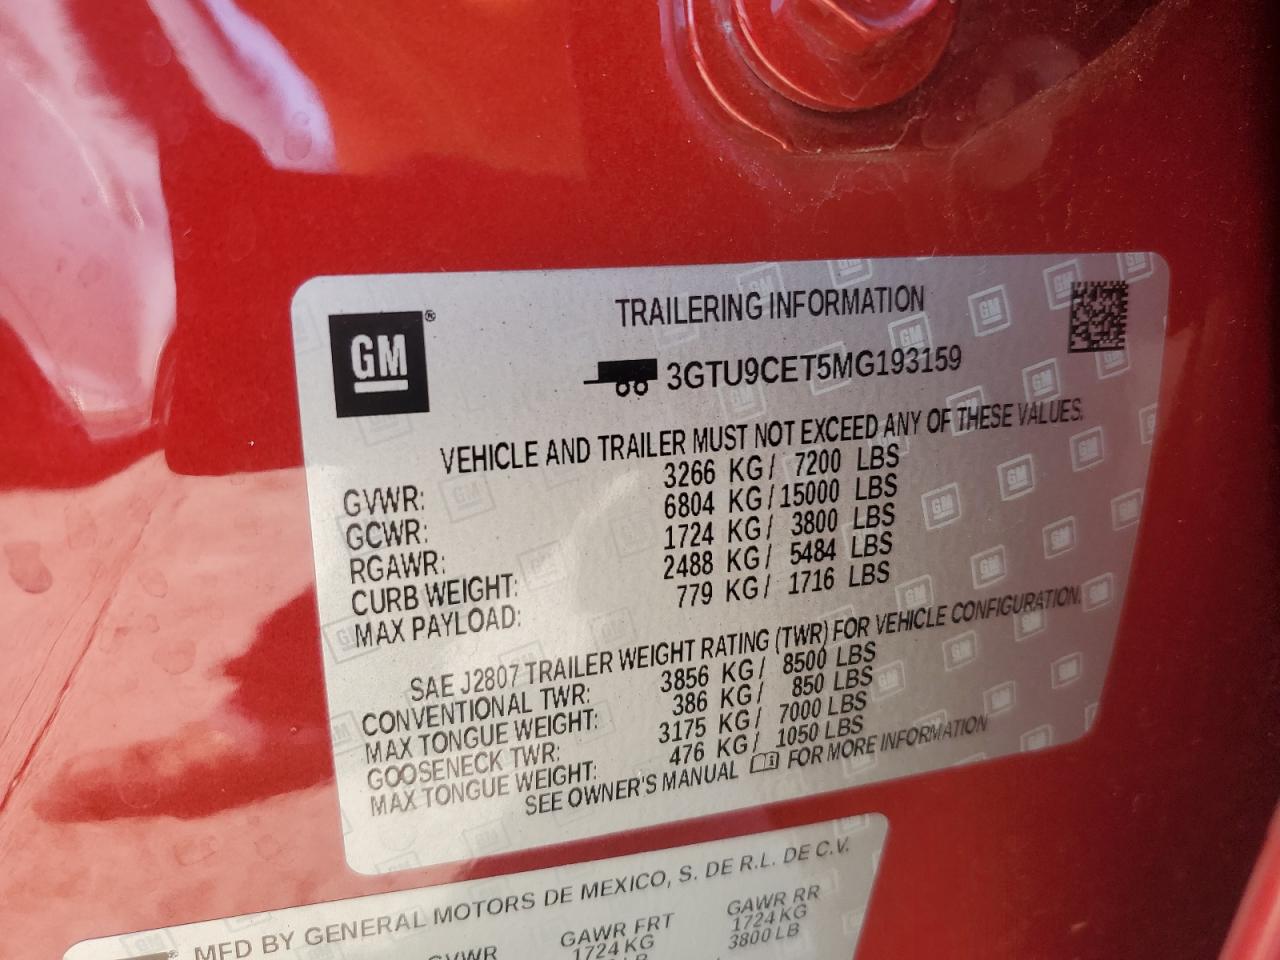 GM ®
TRAILERING INFORMATION
3GTU9CET5MG193159
VEHICLE AND TRAILER MUST NOT EXCEED ANY OF THESE VALUES.
GVWR: 3266 KG / 7200 LBS
GCWR: 6804 KG / 15000 LBS
RGAWR: 1724 KG / 3800 LBS
CURB WEIGHT: 2488 KG / 5484 LBS
MAX PAYLOAD: 779 KG / 1716 LBS
SAE J2807 TRAILER WEIGHT RATING (TWR) FOR VEHICLE CONFIGURATION.
CONVENTIONAL TWR: 3856 KG / 8500 LBS
MAX TONGUE WEIGHT: 386 KG / 850 LBS
GOOSENECK TWR: 3175 KG / 7000 LBS
MAX TONGUE WEIGHT: 476 KG / 1050 LBS
SEE OWNER'S MANUAL FOR MORE INFORMATION
MFD BY GENERAL MOTORS DE MEXICO, S. DE R.L. DE C.V.
GVWR GAWR FRT GAWR RR
1724 KG 1724 KG
3800 LB